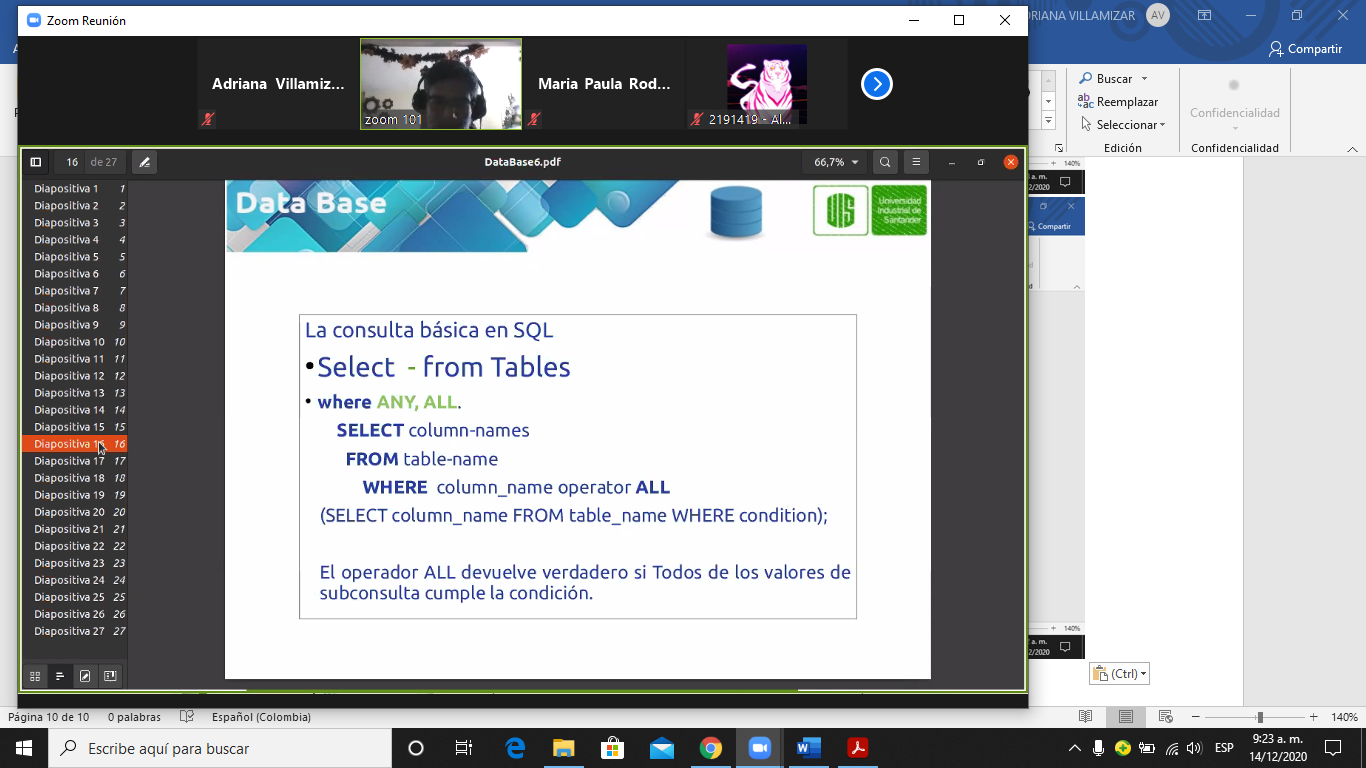 Zoom Reunión
DRIANA VILLAMIZAR
AV
Adriana Villamiz...
zoom 101
Maria Paula Rod...
2191419 - Al...
Compartir
Buscar
Reemplazar
Seleccionar
Edición
Confidencialidad
Confidencialidad
16 de 27
DataBase6.pdf
66,7%
Diapositiva 1 1
Diapositiva 2 2
Diapositiva 3 3
Diapositiva 4 4
Diapositiva 5 5
Diapositiva 6 6
Diapositiva 7 7
Diapositiva 8 8
Diapositiva 9 9
Diapositiva 10 10
Diapositiva 11 11
Diapositiva 12 12
Diapositiva 13 13
Diapositiva 14 14
Diapositiva 15 15
Diapositiva 16 16
Diapositiva 17 17
Diapositiva 18 18
Diapositiva 19 19
Diapositiva 20 20
Diapositiva 21 21
Diapositiva 22 22
Diapositiva 23 23
Diapositiva 24 24
Diapositiva 25 25
Diapositiva 26 26
Diapositiva 27 27
Data Base
UIS
Universidad
Industrial de
Santander
La consulta básica en SQL
•Select - from Tables
• where ANY, ALL.
SELECT column-names
FROM table-name
WHERE column_name operator ALL
(SELECT column_name FROM table_name WHERE condition);
El operador ALL devuelve verdadero si Todos de los valores de
subconsulta cumple la condición.
140%
a. m.
2/2020
Compartir
140%
a. m.
2/2020
(Ctrl)
Página 10 de 10
0 palabras
Español (Colombia)
140%
Escribe aquí para buscar
ESP
9:23 a. m.
14/12/2020